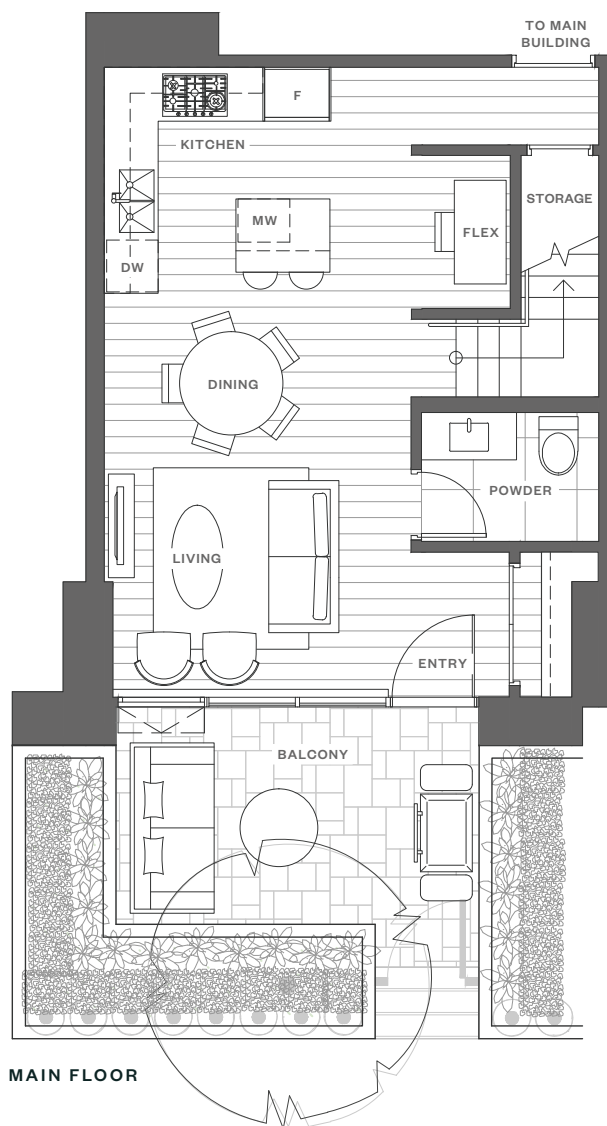 TO MAIN
BUILDING
F
KITCHEN
STORAGE
MW
FLEX
DW
DINING
POWDER
LIVING
ENTRY
BALCONY
MAIN FLOOR